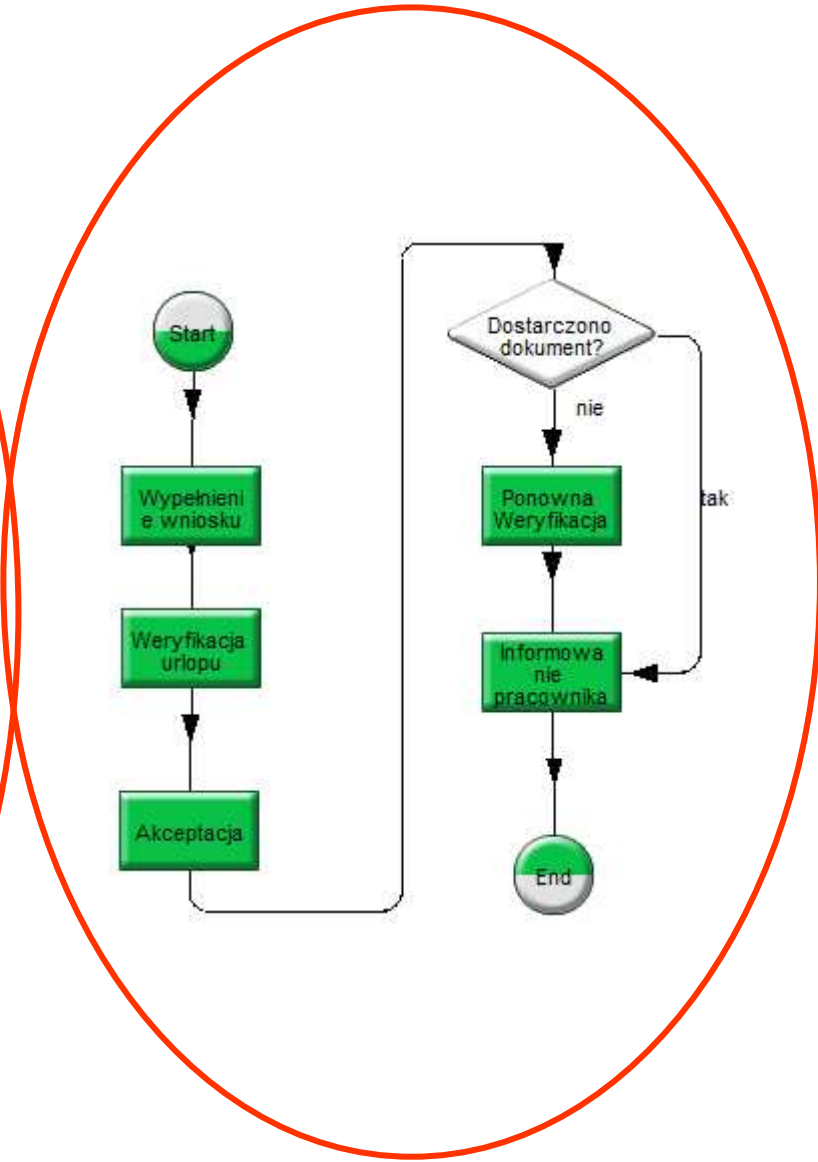 Start
Wypełnieni
e wniosku
Weryfikacja
urlopu
Akceptacja
Dostarczono
dokument?
nie
tak
Ponowna
Weryfikacja
Informowa
nie
pracownika
End